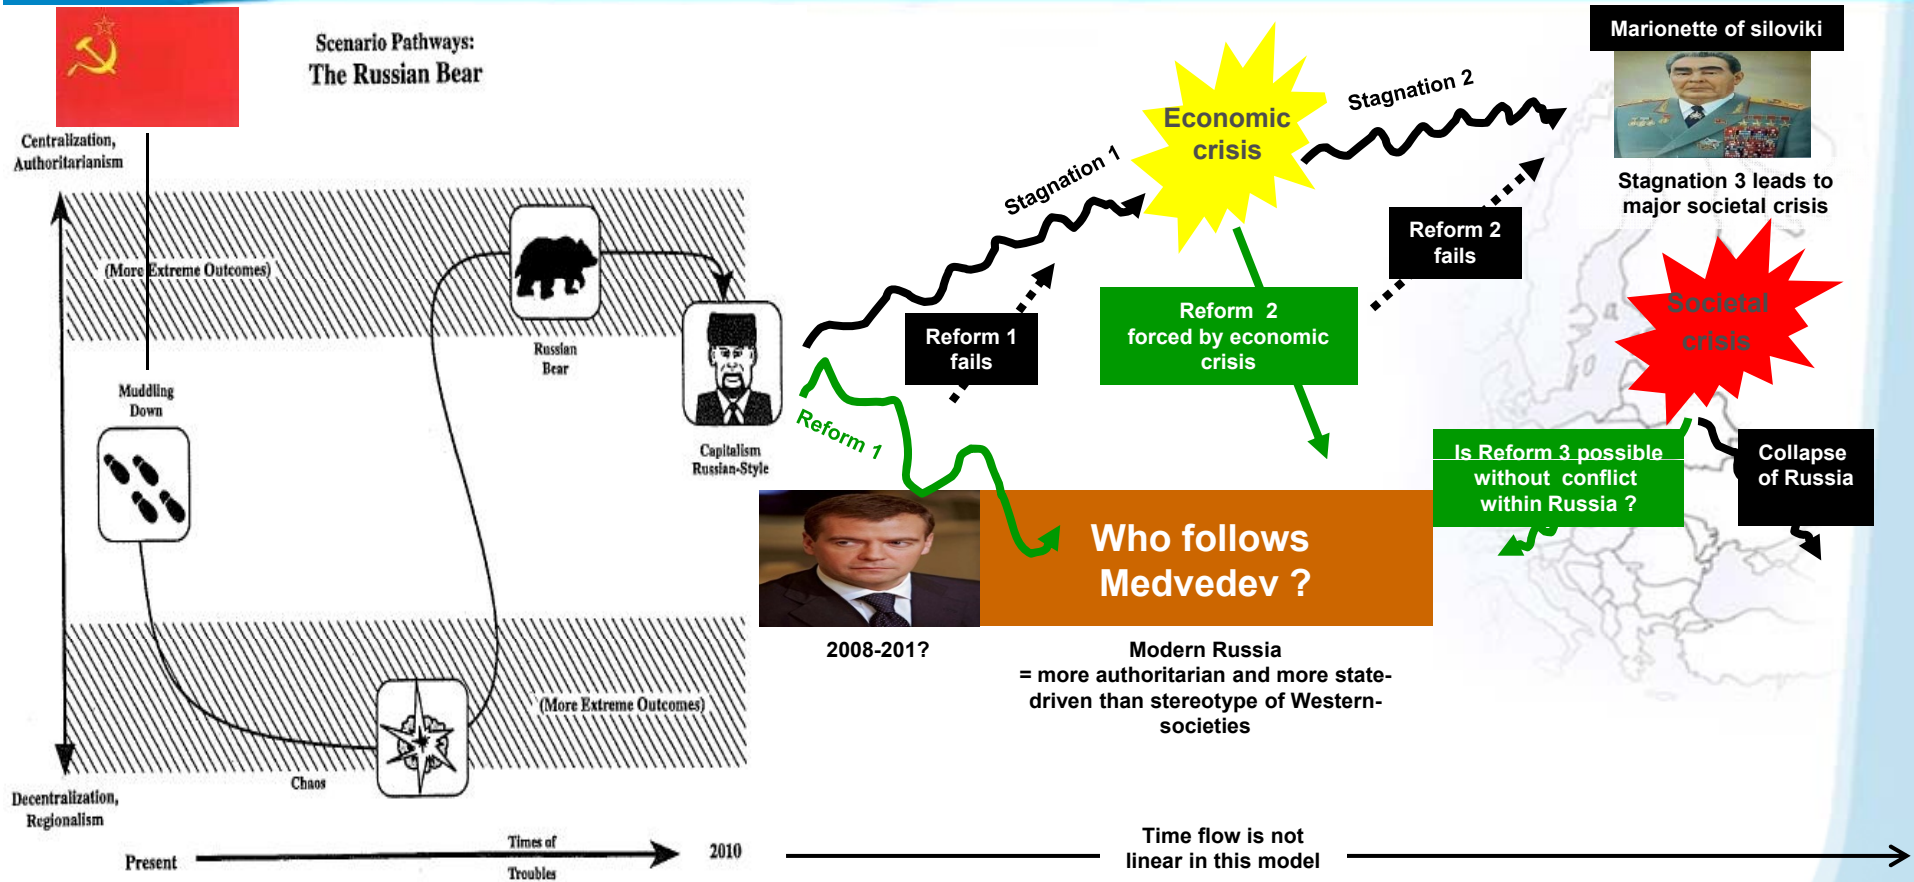 Scenario Pathways:
The Russian Bear
Centralization,
Authoritarianism
(More Extreme Outcomes)
Russian
Bear
Muddling
Down
Capitalism
Russian-Style
(More Extreme Outcomes)
Chaos
Decentralization,
Regionalism
Present
Times of
Troubles
2010
Stagnation 1
Economic
crisis
Stagnation 2
Marionette of siloviki
Stagnation 3 leads to
major societal crisis
Reform 1
fails
Reform 2
forced by economic
crisis
Reform 2
fails
Societal
crisis
Reform 1
Is Reform 3 possible
without conflict
within Russia ?
Collapse
of Russia
Who follows
Medvedev ?
2008-201?
Modern Russia
= more authoritarian and more state-
driven than stereotype of Western-
societies
Time flow is not
linear in this model